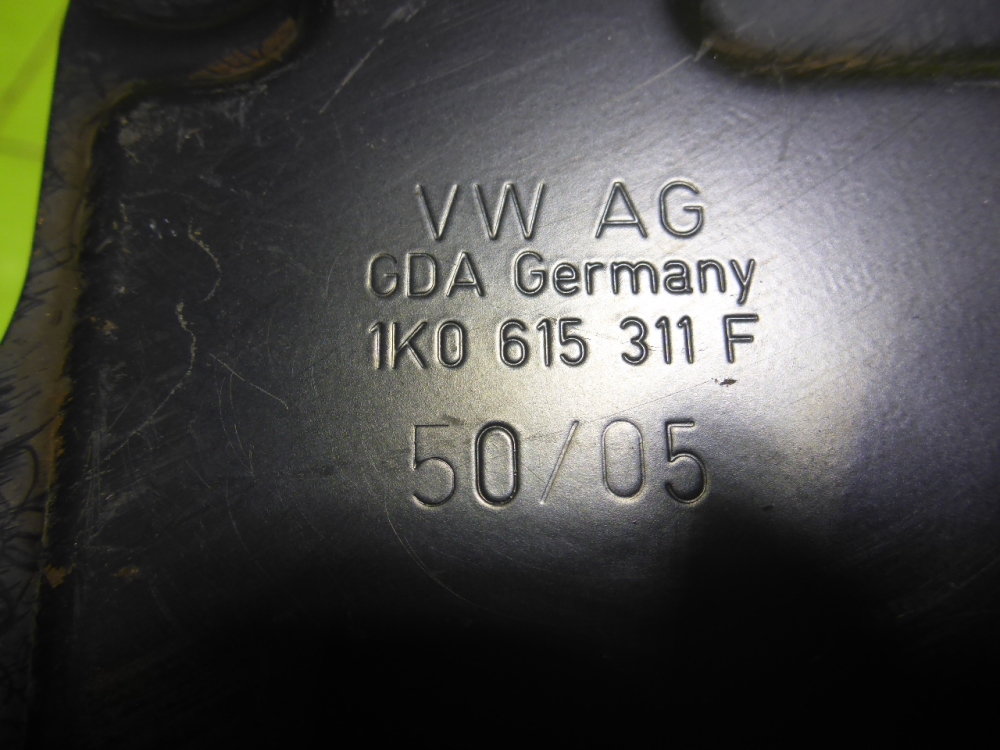 VW AG
GDA Germany
1K0 615 311 F
50/05